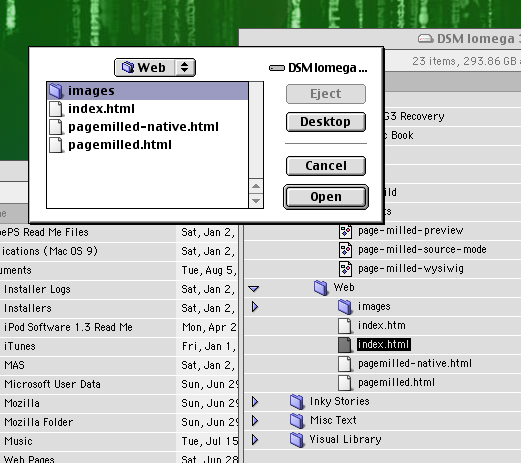 DSM Iomega
23 items, 293.86 GB
Web
DSM Iomega ...
images
index.html
pagemilled-native.html
pagemilled.html
Eject
Desktop
Cancel
Open
G3 Recovery
c Book
ild
ts
ePS Read Me Files
Sat, Jan 2,
ications (Mac OS 9)
Sat, Jan 2,
uments
Tue, Aug 5,
Installer Logs
Sat, Jan 2,
Installers
Sat, Jan 2,
iPod Software 1.3 Read Me
Mon, Apr 2
iTunes
Fri, Jan 1,
MAS
Sat, Jan 2,
Microsoft User Data
Sun, Jun 29
Mozilla
Sun, Jun 29
Mozilla Folder
Sun, Jun 29
Music
Tue, Jul 15
Web Pages
Sat, Jun 28
page-milled-preview
page-milled-source-mode
page-milled-wysiwig
Web
images
index.htm
index.html
pagemilled-native.html
pagemilled.html
Inky Stories
Misc Text
Visual Library